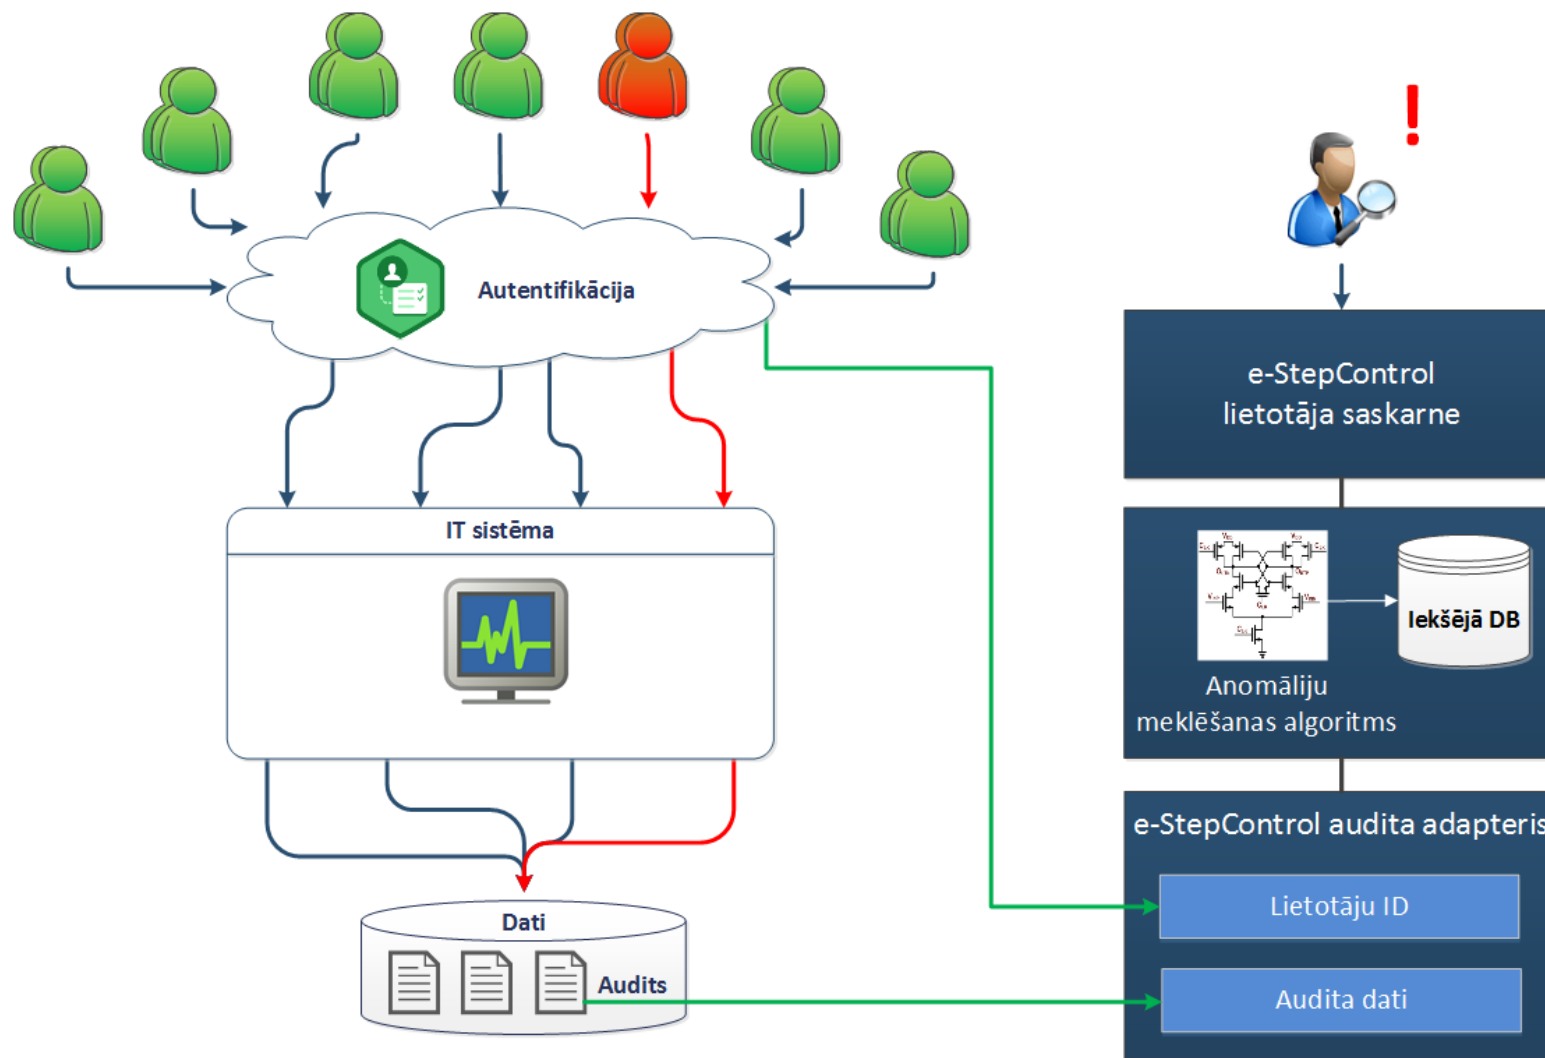 Autentifikācija
IT sistēma
Dati
Audits
e-StepControl
lietotāja saskarne
Iekšējā DB
Anomāliju
meklēšanas algoritms
e-StepControl audita adapteris
Lietotāju ID
Audita dati